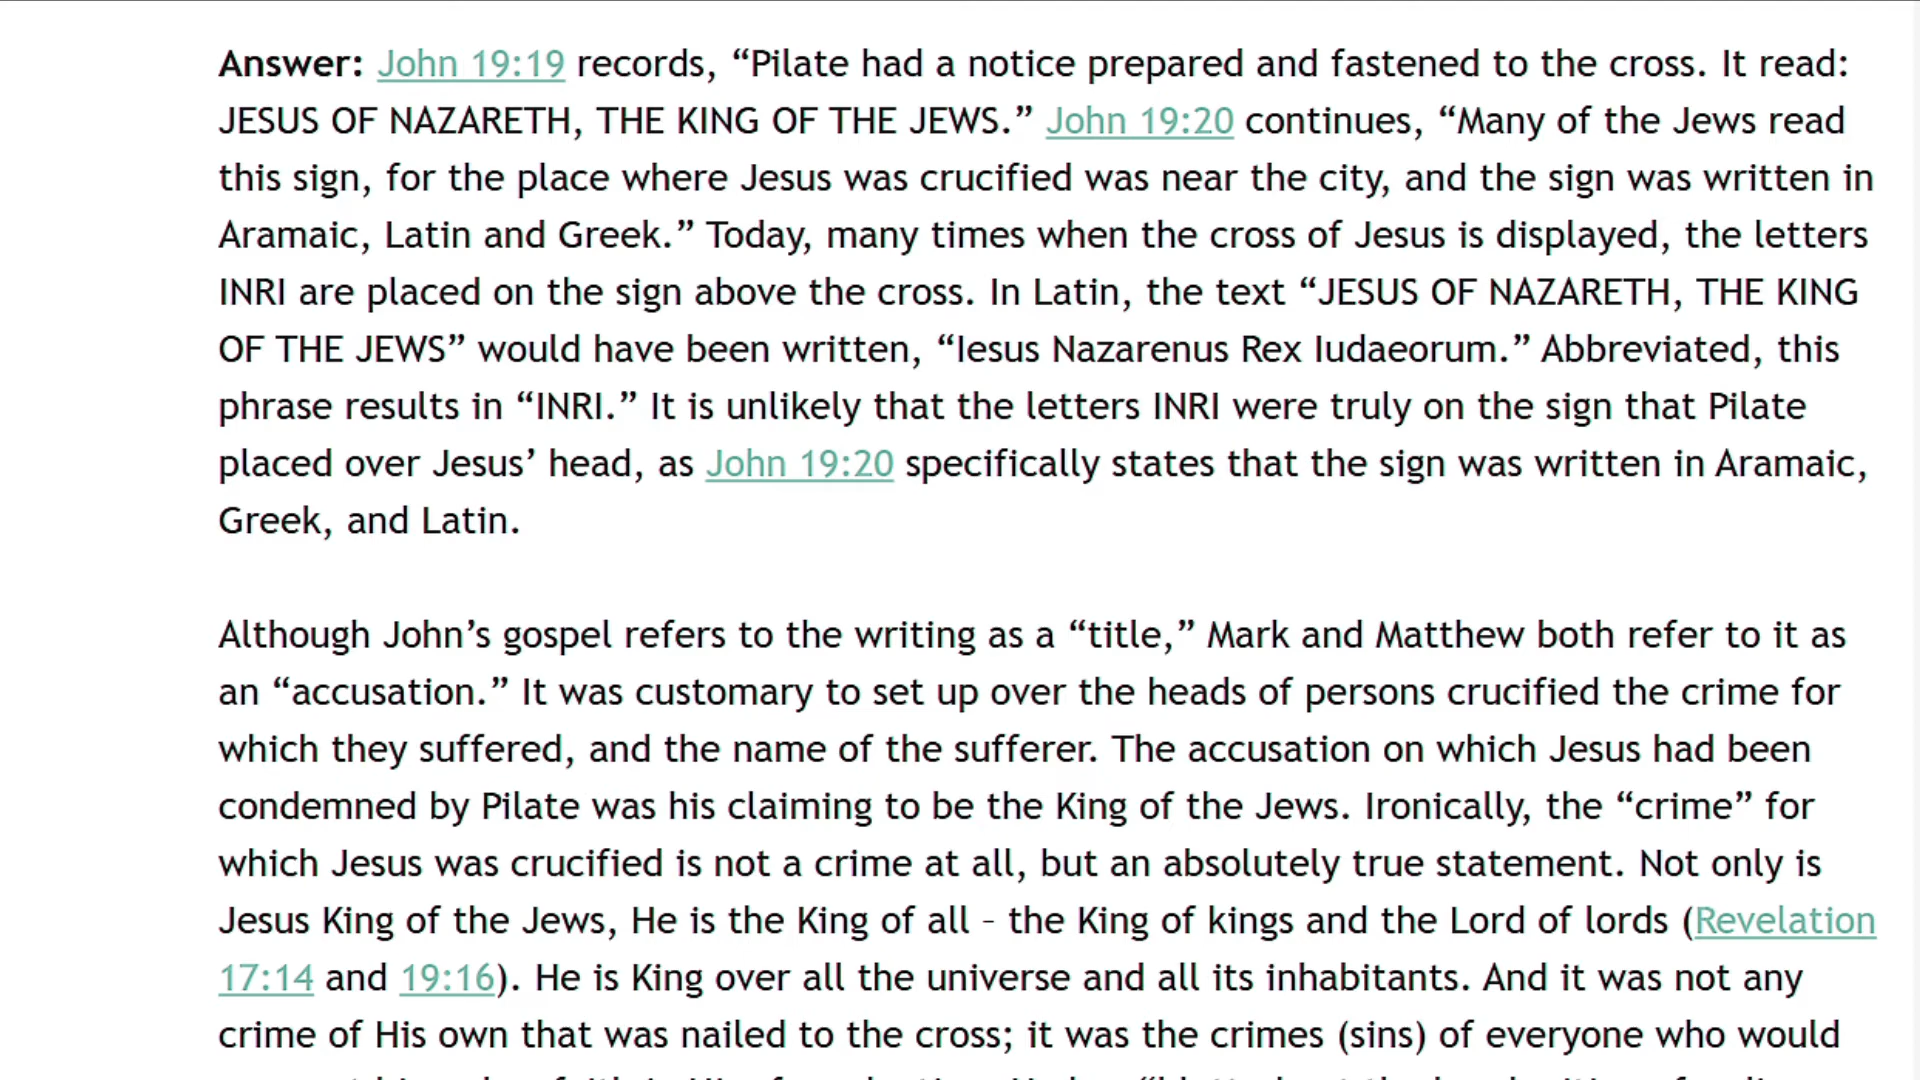 Answer: John 19:19 records, “Pilate had a notice prepared and fastened to the cross. It read:
JESUS OF NAZARETH, THE KING OF THE JEWS.” John 19:20 continues, “Many of the Jews read
this sign, for the place where Jesus was crucified was near the city, and the sign was written in
Aramaic, Latin and Greek.” Today, many times when the cross of Jesus is displayed, the letters
INRI are placed on the sign above the cross. In Latin, the text “JESUS OF NAZARETH, THE KING
OF THE JEWS” would have been written, “Iesus Nazarenus Rex Iudaeorum.” Abbreviated, this
phrase results in “INRI.” It is unlikely that the letters INRI were truly on the sign that Pilate
placed over Jesus’ head, as John 19:20 specifically states that the sign was written in Aramaic,
Greek, and Latin.
Although John’s gospel refers to the writing as a “title,” Mark and Matthew both refer to it as
an “accusation.” It was customary to set up over the heads of persons crucified the crime for
which they suffered, and the name of the sufferer. The accusation on which Jesus had been
condemned by Pilate was his claiming to be the King of the Jews. Ironically, the “crime” for
which Jesus was crucified is not a crime at all, but an absolutely true statement. Not only is
Jesus King of the Jews, He is the King of all – the King of kings and the Lord of lords (Revelation
17:14 and 19:16). He is King over all the universe and all its inhabitants. And it was not any
crime of His own that was nailed to the cross; it was the crimes (sins) of everyone who would